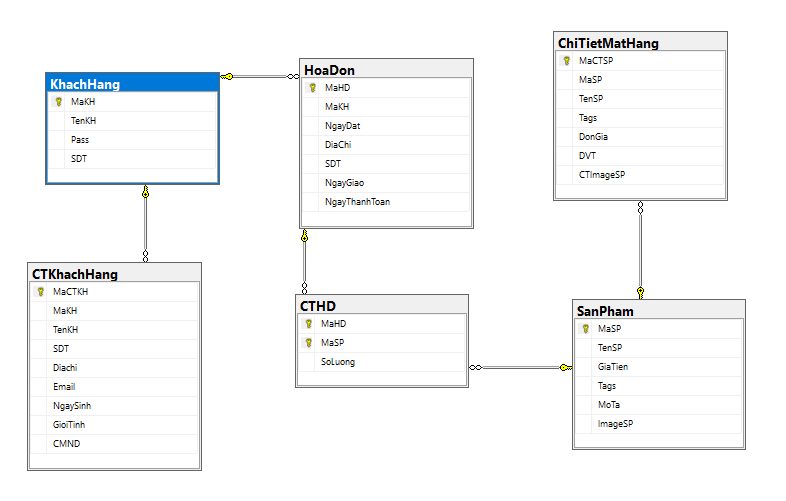 KhachHang
MaKH
TenKH
Pass
SDT
HoaDon
MaHD
MaKH
NgayDat
DiaChi
SDT
NgayGiao
NgayThanhToan
ChiTietMatHang
MaCTSP
MaSP
TenSP
Tags
DonGia
DVT
CTImageSP
CTKhachHang
MaCTKH
MaKH
TenKH
SDT
Diachi
Email
NgaySinh
GioiTinh
CMND
CTHD
MaHD
MaSP
SoLuong
SanPham
MaSP
TenSP
GiaTien
Tags
MoTa
ImageSP